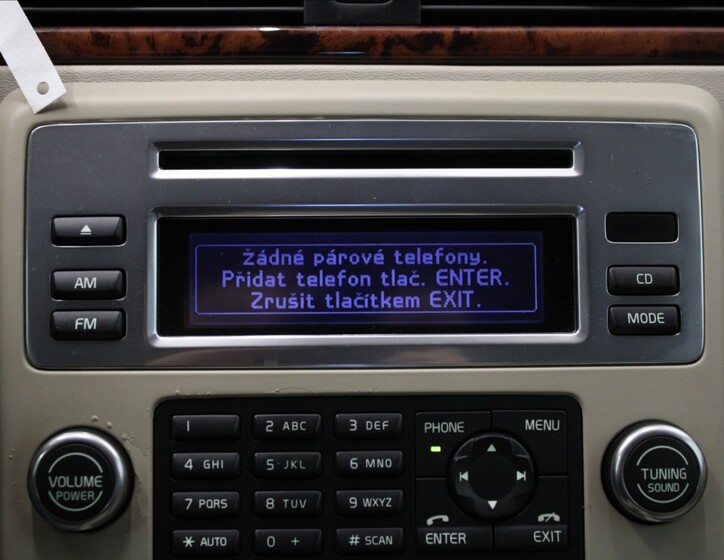 Žádné párové telefony.
Přidat telefon tlač. ENTER.
Zrušit tlačítkem EXIT.
AM
FM
CD
MODE
1
2 ABC
3 DEF
4 GHI
5 JKL
6 MNO
7 PQRS
8 TUV
9 WXYZ
* AUTO
0 +
# SCAN
PHONE
MENU
ENTER
EXIT
VOLUME
POWER
TUNING
SOUND